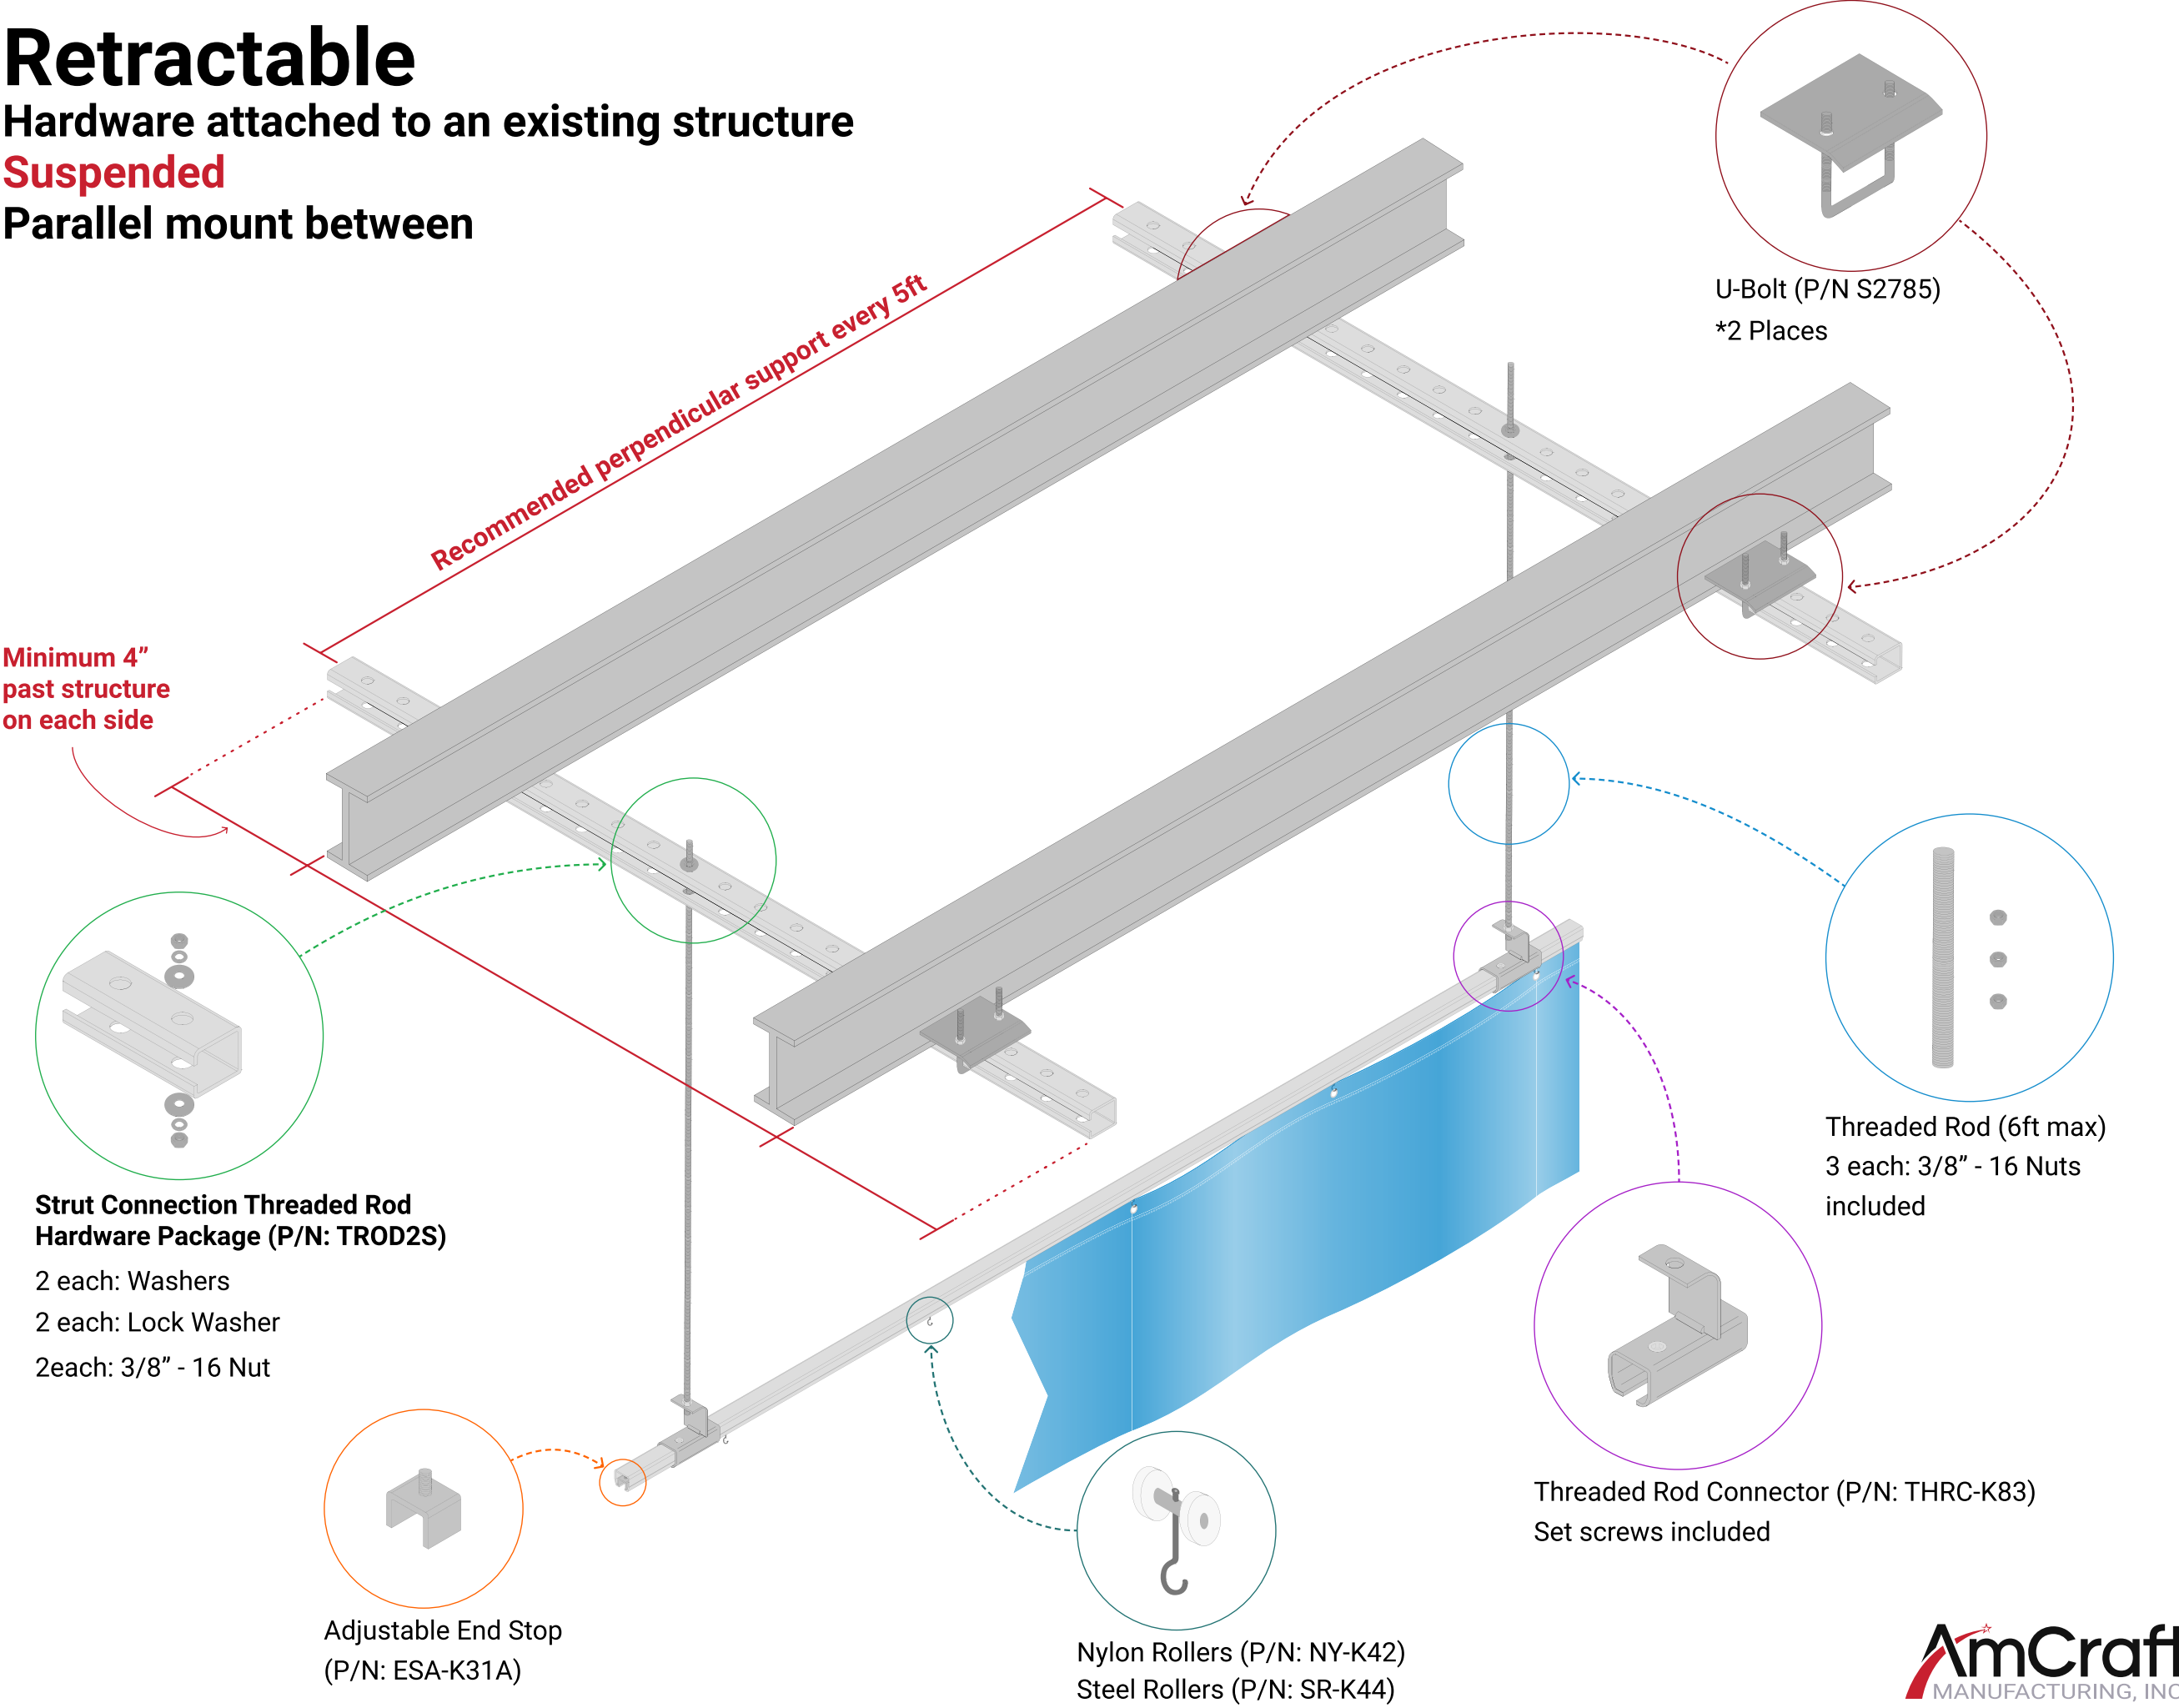 Retractable
Hardware attached to an existing structure
Suspended
Parallel mount between
Recommended perpendicular support every 5ft
U-Bolt (P/N S2785)
*2 Places
Minimum 4”
past structure
on each side
Threaded Rod (6ft max)
3 each: 3/8” - 16 Nuts
included
Strut Connection Threaded Rod
Hardware Package (P/N: TROD2S)
2 each: Washers
2 each: Lock Washer
2each: 3/8” - 16 Nut
Threaded Rod Connector (P/N: THRC-K83)
Set screws included
Adjustable End Stop
(P/N: ESA-K31A)
Nylon Rollers (P/N: NY-K42)
Steel Rollers (P/N: SR-K44)
AmCraft
MANUFACTURING, INC